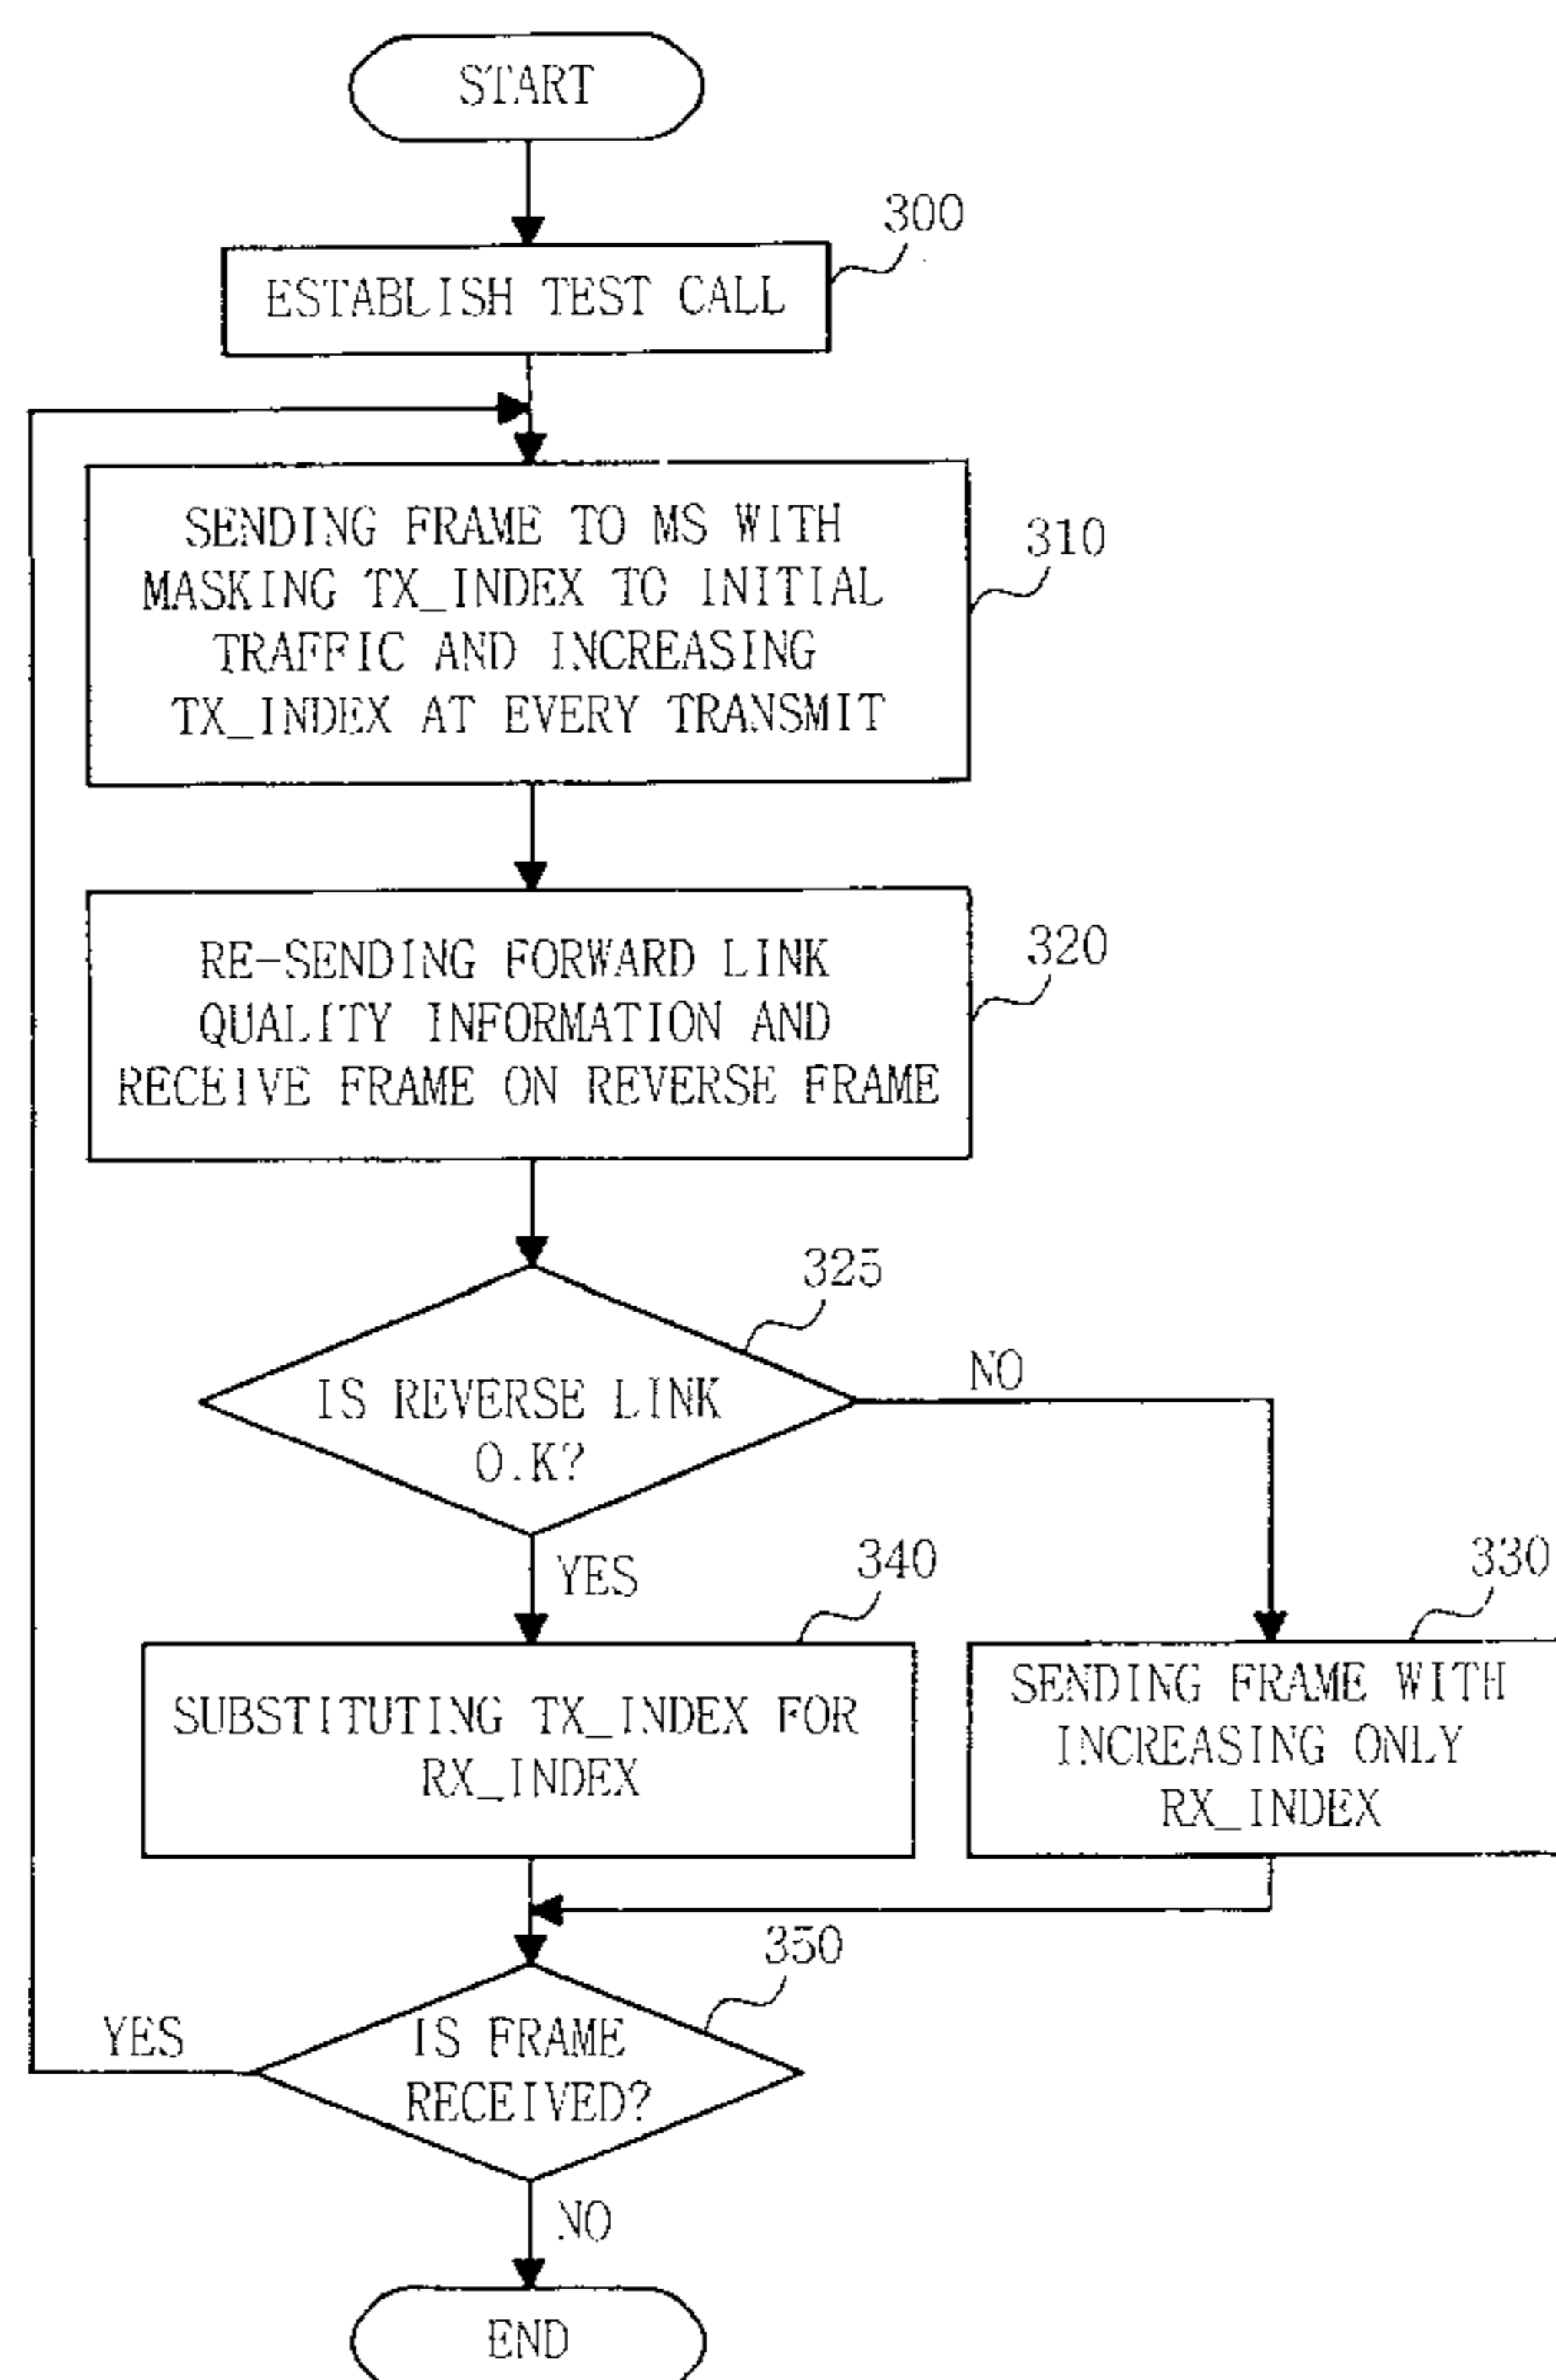 START
300
ESTABLISH TEST CALL
310
SENDING FRAME TO MS WITH
MASKING TX_INDEX TO INITIAL
TRAFFIC AND INCREASING
TX_INDEX AT EVERY TRANSMIT
320
RE-SENDING FORWARD LINK
QUALITY INFORMATION AND
RECEIVE FRAME ON REVERSE FRAME
325
IS REVERSE LINK
O.K?
NO
YES
340
SUBSTITUTING TX_INDEX FOR
RX_INDEX
330
SENDING FRAME WITH
INCREASING ONLY
RX_INDEX
350
IS FRAME
RECEIVED?
YES
NO
END